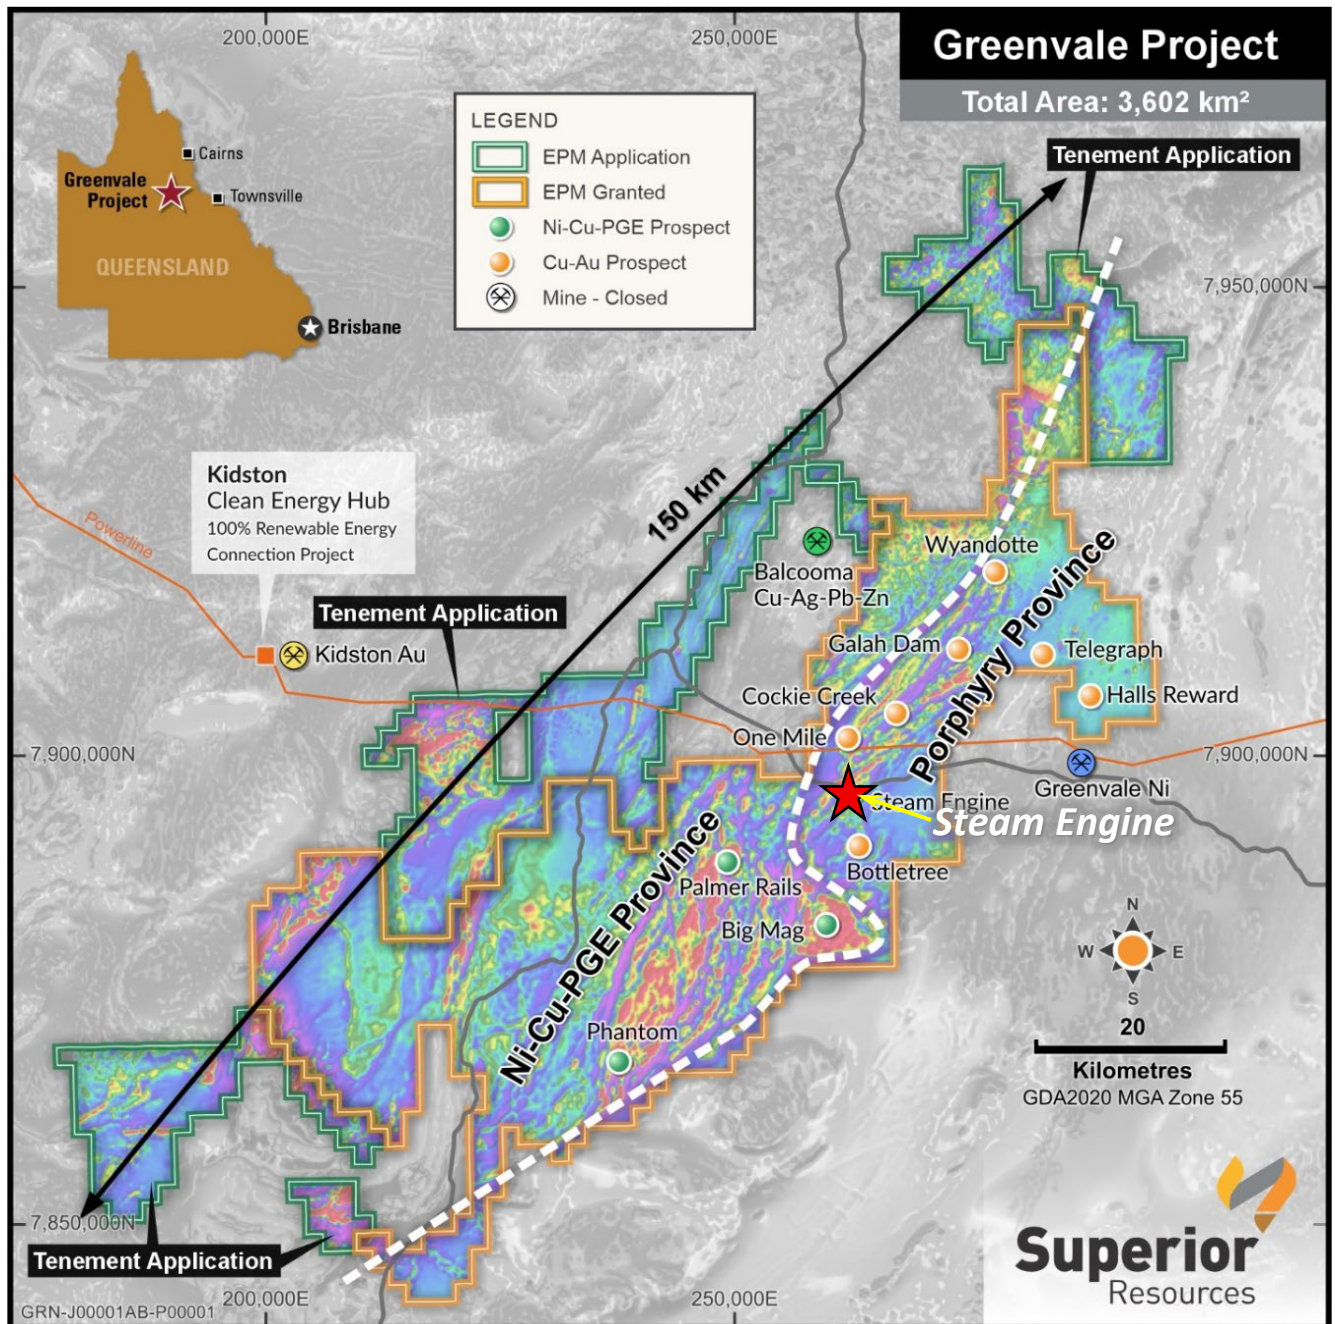 200,000E
250,000E
Greenvale Project
Total Area: 3,602 km²
Tenement Application
Cairns
Greenvale
Project
Townsville
QUEENSLAND
Brisbane
LEGEND
EPM Application
EPM Granted
Ni-Cu-PGE Prospect
Cu-Au Prospect
Mine - Closed
7,950,000N
150 km
Kidston
Clean Energy Hub
100% Renewable Energy
Connection Project
Powerline
Wyandotte
Balcooma
Cu-Ag-Pb-Zn
Tenement Application
Kidston Au
Galah Dam
Telegraph
Porphyry Province
Cockie Creek
Halls Reward
One Mile
7,900,000N
7,900,000N
Greenvale Ni
Steam Engine
Steam Engine
Ni-Cu-PGE Province
Palmer Rails
Bottletree
Big Mag
N
W
E
S
Phantom
20
Kilometres
GDA2020 MGA Zone 55
7,850,000N
Tenement Application
Superior
Resources
GRN-J00001AB-P00001
200,000E
250,000E